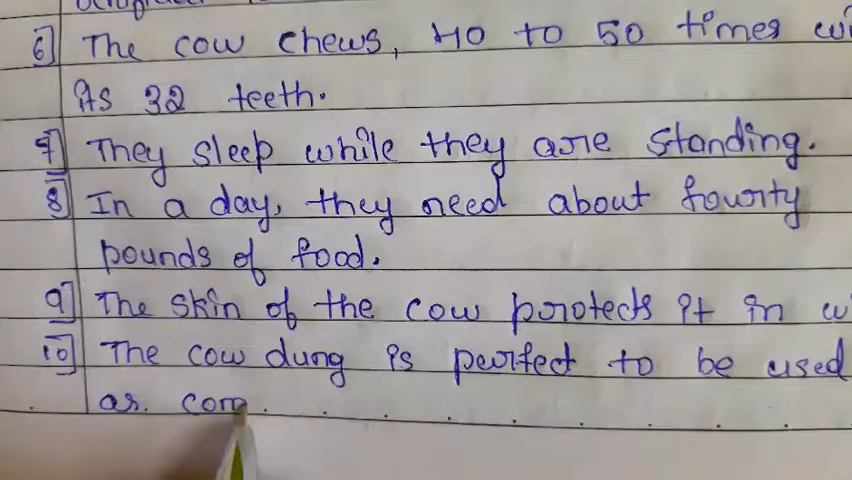 6] The cow chews, 40 to 50 times
As 32 teeth.
7] They sleep while they are standing.
8] In a day, they need about fourty
pounds of food.
9] The skin of the cow protects it in
10] The cow dung is perfect to be used
as com